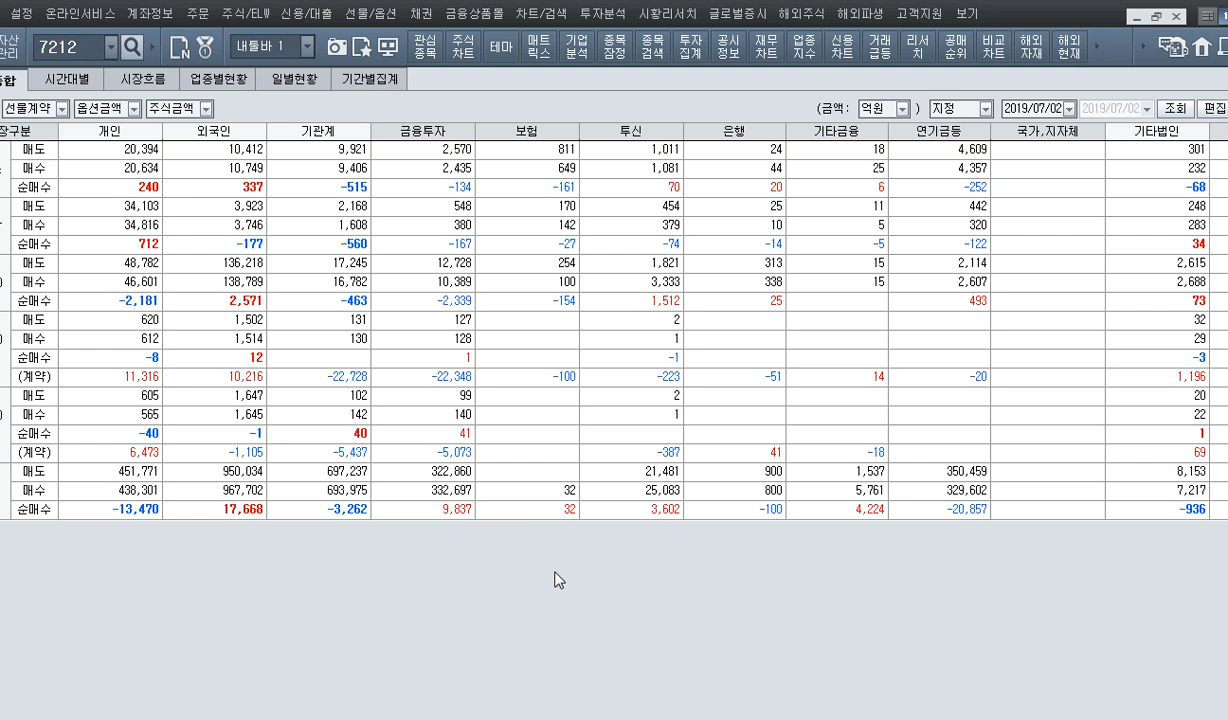 설정 온라인서비스 계좌정보 주문 주식/ELW 신용/대출 선물/옵션 채권 금융상품몰 차트/검색 투자분석 시황리서치 글로벌증시 해외주식 해외파생 고객지원 보기
자산관리 7212 내툴바 1 관심종목 주식차트 테마 매트릭스 기업분석 종목잠정 종목검색 투자집계 공시정보 재무차트 업종지수 신용차트 거래급등 리서치 공매순위 비교차트 해외자재 해외현재
종합 시간대별 시장흐름 업종별현황 일별현황 기간별집계
선물계약 옵션금액 주식금액 (금액: 억원 ) 지정 2019/07/02 2019/07/02 조회 편집
장구분 개인 외국인 기관계 금융투자 보험 투신 은행 기타금융 연기금등 국가,지자체 기타법인
매도 20,394 10,412 9,921 2,570 811 1,011 24 18 4,609 301
매수 20,634 10,749 9,406 2,435 649 1,081 44 25 4,357 232
순매수 240 337 -515 -134 -161 70 20 6 -252 -68
매도 34,103 3,923 2,168 548 170 454 25 11 442 248
매수 34,816 3,746 1,608 380 142 379 10 5 320 283
순매수 712 -177 -560 -167 -27 -74 -14 -5 -122 34
매도 48,782 136,218 17,245 12,728 254 1,821 313 15 2,114 2,615
매수 46,601 138,789 16,782 10,389 100 3,333 338 15 2,607 2,688
순매수 -2,181 2,571 -463 -2,339 -154 1,512 25 493 73
매도 620 1,502 131 127 2 32
매수 612 1,514 130 128 1 29
순매수 -8 12 1 -1 -3
(계약) 11,316 10,216 -22,728 -22,348 -100 -223 -51 14 -20 1,196
매도 605 1,647 102 99 2 20
매수 565 1,645 142 140 1 22
순매수 -40 -1 40 41 1
(계약) 6,473 -1,105 -5,437 -5,073 -387 41 -18 69
매도 451,771 950,034 697,237 322,860 21,481 900 1,537 350,459 8,153
매수 438,301 967,702 693,975 332,697 32 25,083 800 5,761 329,602 7,217
순매수 -13,470 17,668 -3,262 9,837 32 3,602 -100 4,224 -20,857 -936